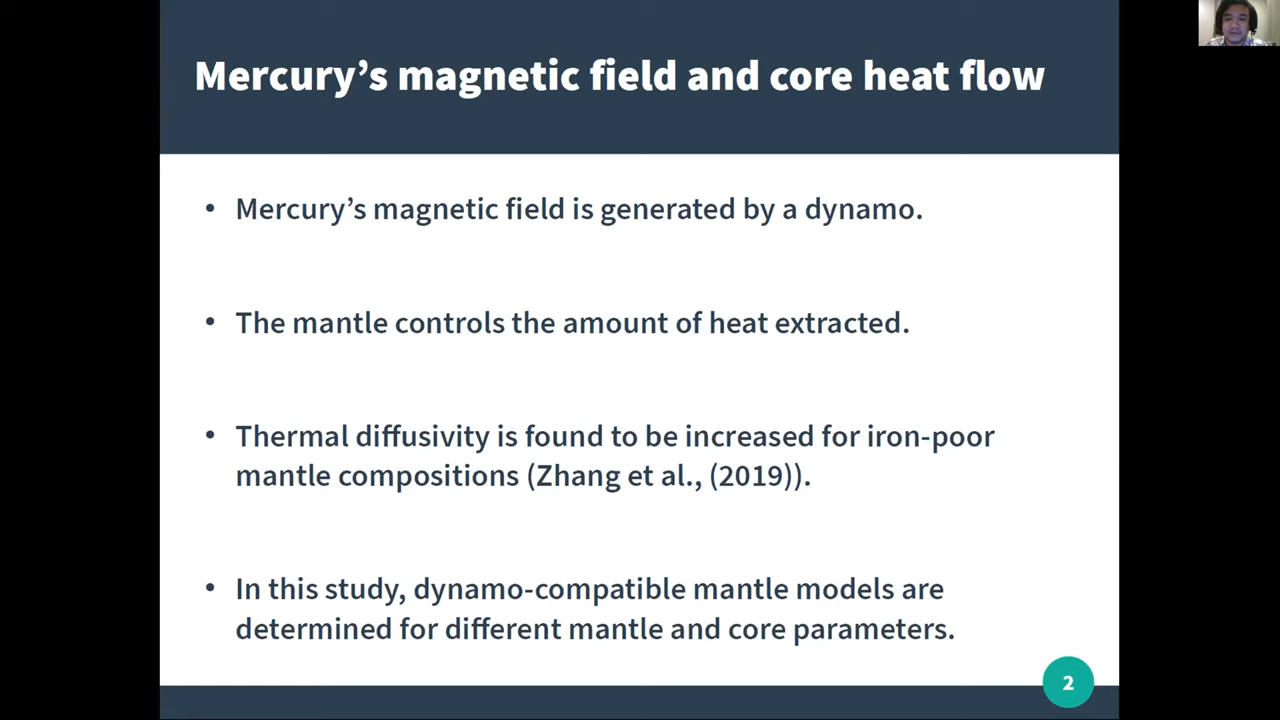 Mercury’s magnetic field and core heat flow
• Mercury’s magnetic field is generated by a dynamo.
• The mantle controls the amount of heat extracted.
• Thermal diffusivity is found to be increased for iron-poor
mantle compositions (Zhang et al., (2019)).
• In this study, dynamo-compatible mantle models are
determined for different mantle and core parameters.
2